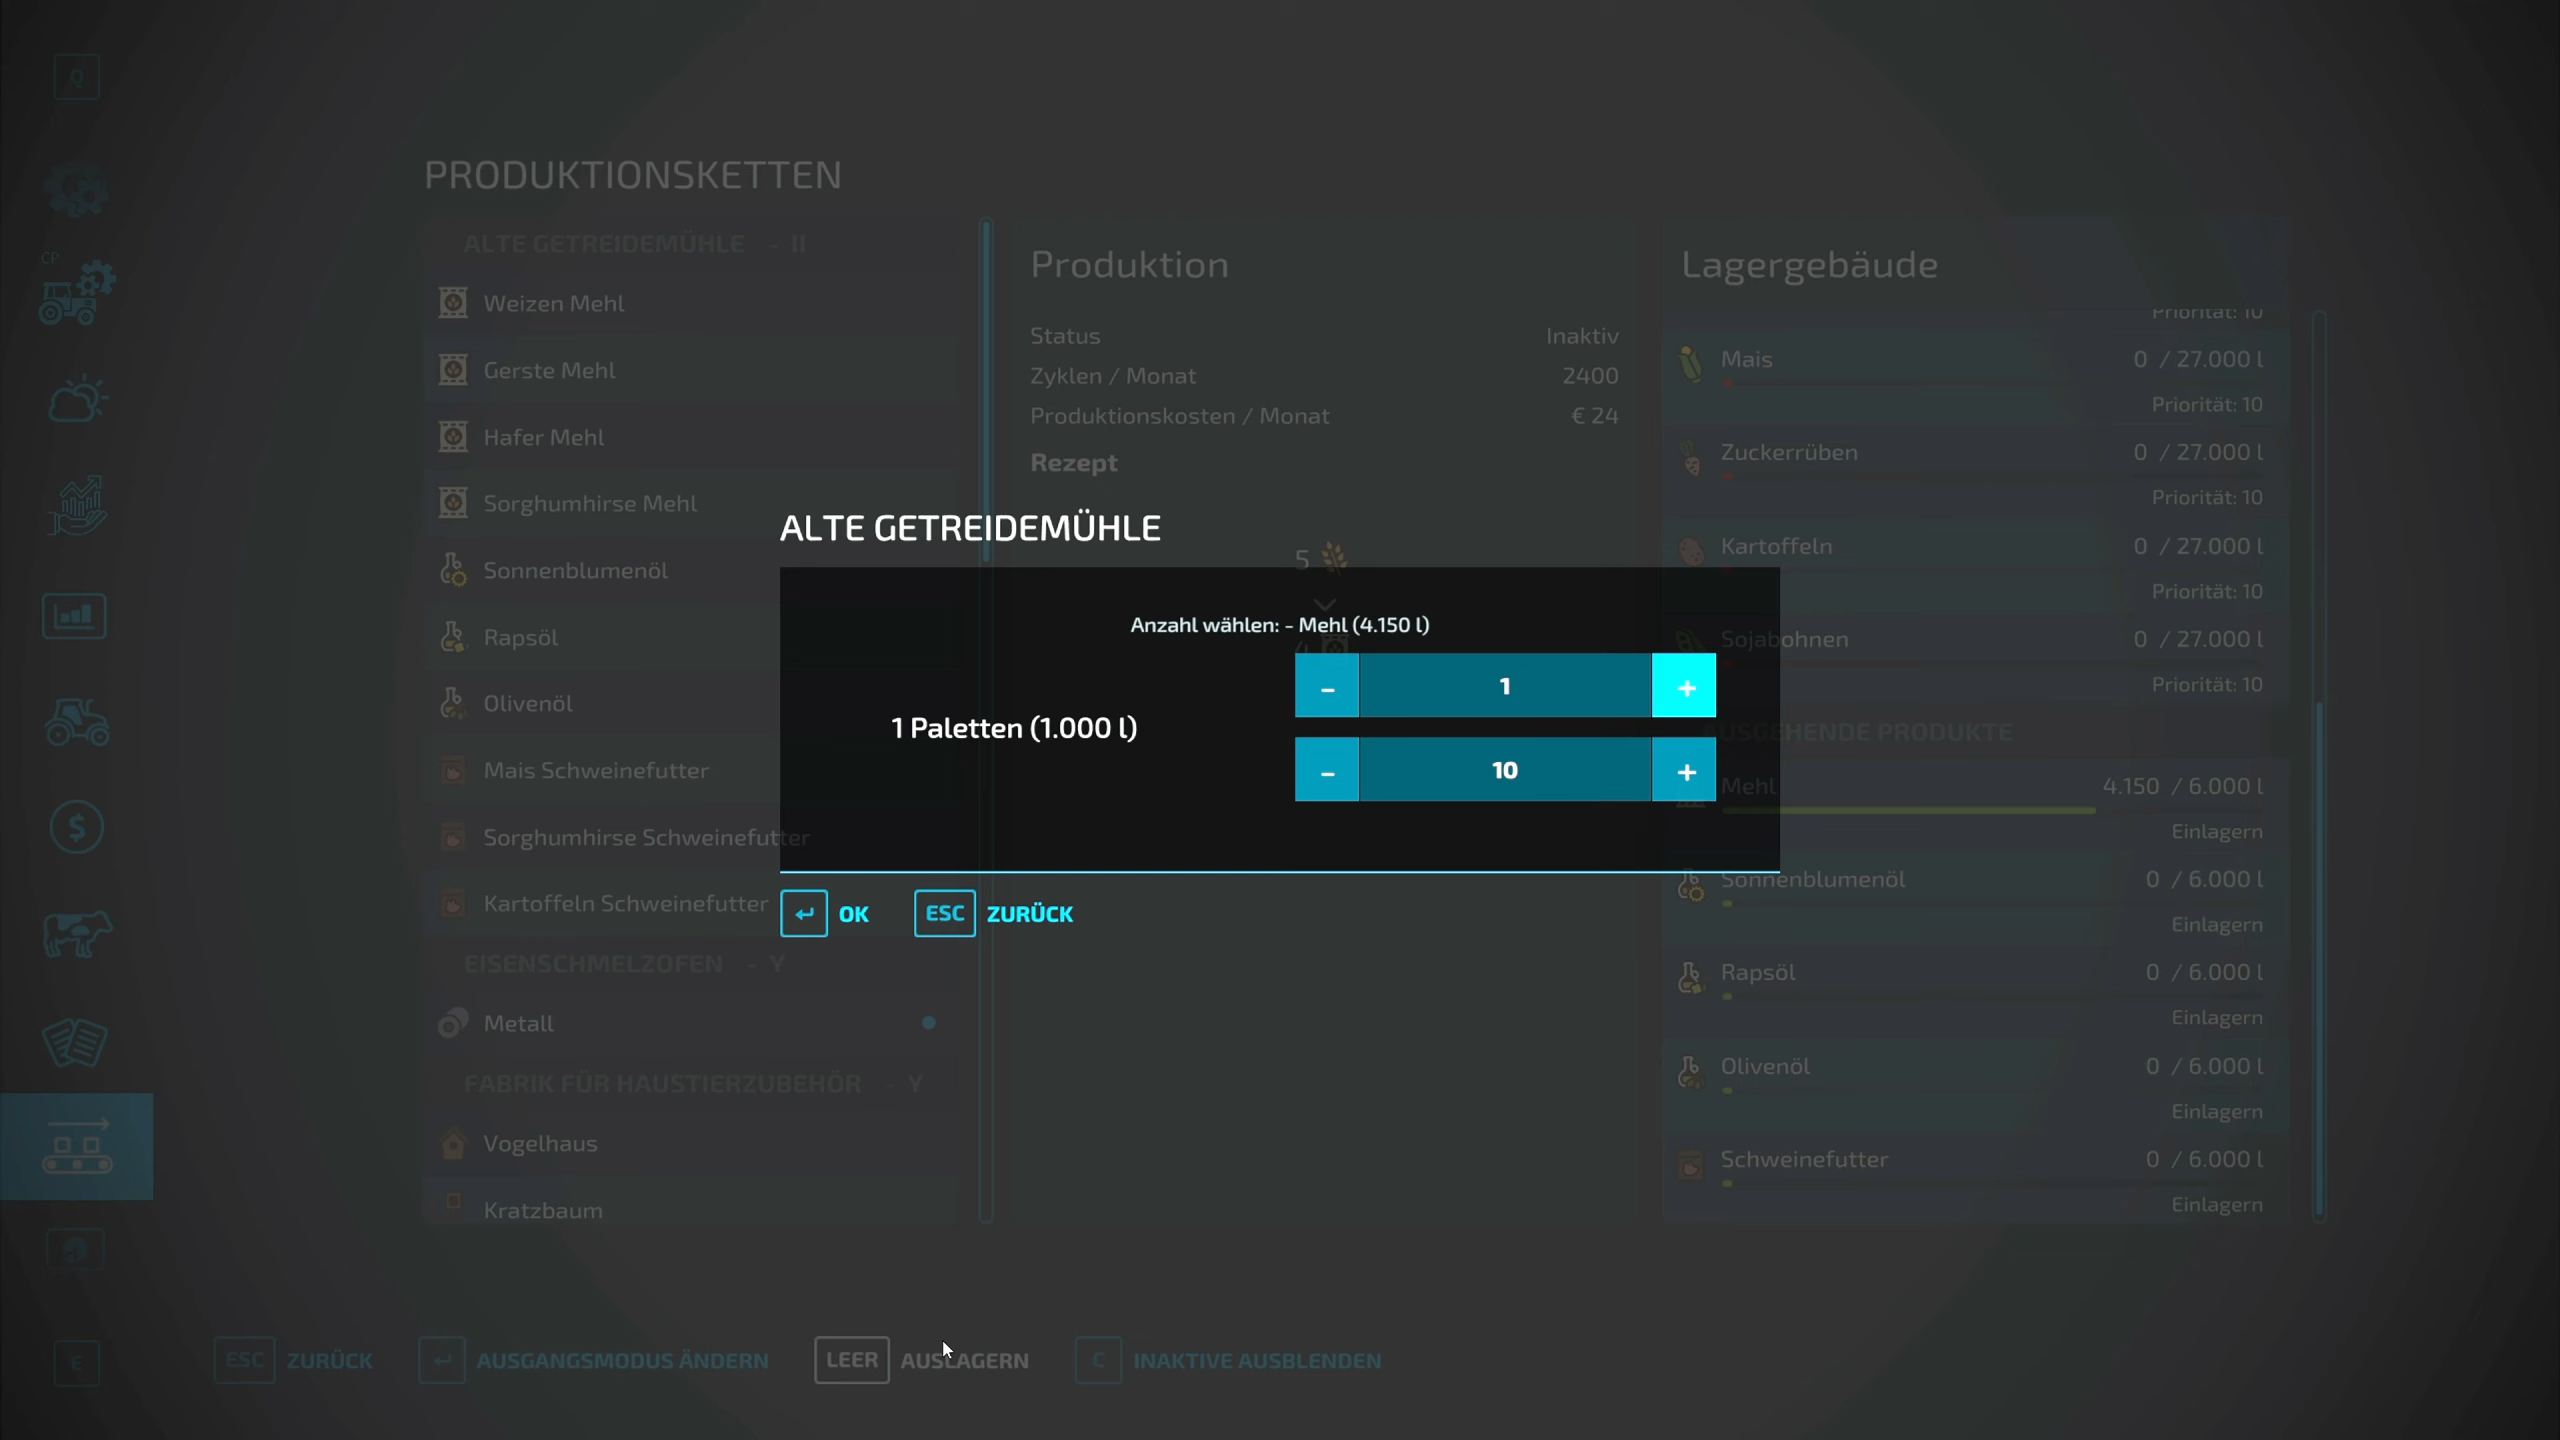 Q
CP
PRODUKTIONSKETTEN
ALTE GETREIDEMÜHLE - II
Weizen Mehl
Gerste Mehl
Hafer Mehl
Sorghumhirse Mehl
Sonnenblumenöl
Rapsöl
Olivenöl
Mais Schweinefutter
Sorghumhirse Schweinefutter
Kartoffeln Schweinefutter
EISENSCHMELZOFEN - Y
Metall
FABRIK FÜR HAUSTIERZUBEHÖR - Y
Vogelhaus
Kratzbaum
Produktion
Status Inaktiv
Zyklen / Monat 2400
Produktionskosten / Monat € 24
Rezept
5
4
ALTE GETREIDEMÜHLE
Anzahl wählen: - Mehl (4.150 l)
1 Paletten (1.000 l)
- 1 +
- 10 +
OK ESC ZURÜCK
Lagergebäude
Priorität: 10
Mais 0 / 27.000 l
Priorität: 10
Zuckerrüben 0 / 27.000 l
Priorität: 10
Kartoffeln 0 / 27.000 l
Priorität: 10
Sojabohnen 0 / 27.000 l
Priorität: 10
AUSGEHENDE PRODUKTE
Mehl 4.150 / 6.000 l
Einlagern
Sonnenblumenöl 0 / 6.000 l
Einlagern
Rapsöl 0 / 6.000 l
Einlagern
Olivenöl 0 / 6.000 l
Einlagern
Schweinefutter 0 / 6.000 l
Einlagern
E
ESC ZURÜCK AUSGANGSMODUS ÄNDERN LEER AUSLAGERN C INAKTIVE AUSBLENDEN